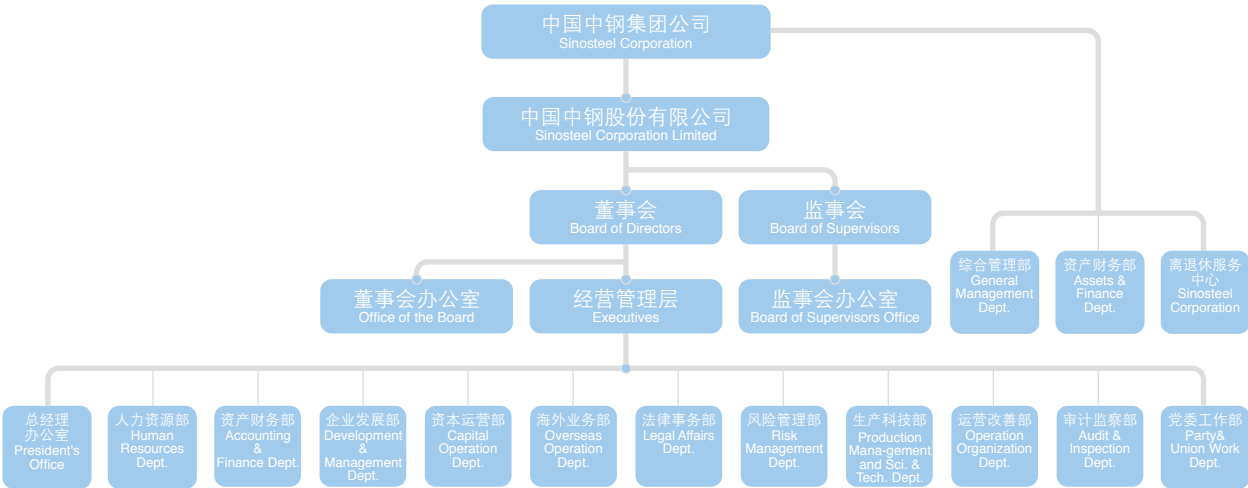 中国中钢集团公司
Sinosteel Corporation
中国中钢股份有限公司
Sinosteel Corporation Limited
董事会
Board of Directors
监事会
Board of Supervisors
董事会办公室
Office of the Board
经营管理层
Executives
监事会办公室
Board of Supervisors Office
综合管理部
General
Management
Dept.
资产财务部
Assets &
Finance
Dept.
离退休服务
中心
Sinosteel
Corporation
总经理
办公室
President's
Office
人力资源部
Human
Resources
Dept.
资产财务部
Accounting
&
Finance Dept.
企业发展部
Development
&
Management
Dept.
资本运营部
Capital
Operation
Dept.
海外业务部
Overseas
Operation
Dept.
法律事务部
Legal Affairs
Dept.
风险管理部
Risk
Management
Dept.
生产科技部
Production
Mana-gement
and Sci. &
Tech. Dept.
运营改善部
Operation
Organization
Dept.
审计监察部
Audit &
Inspection
Dept.
党委工作部
Party&
Union Work
Dept.